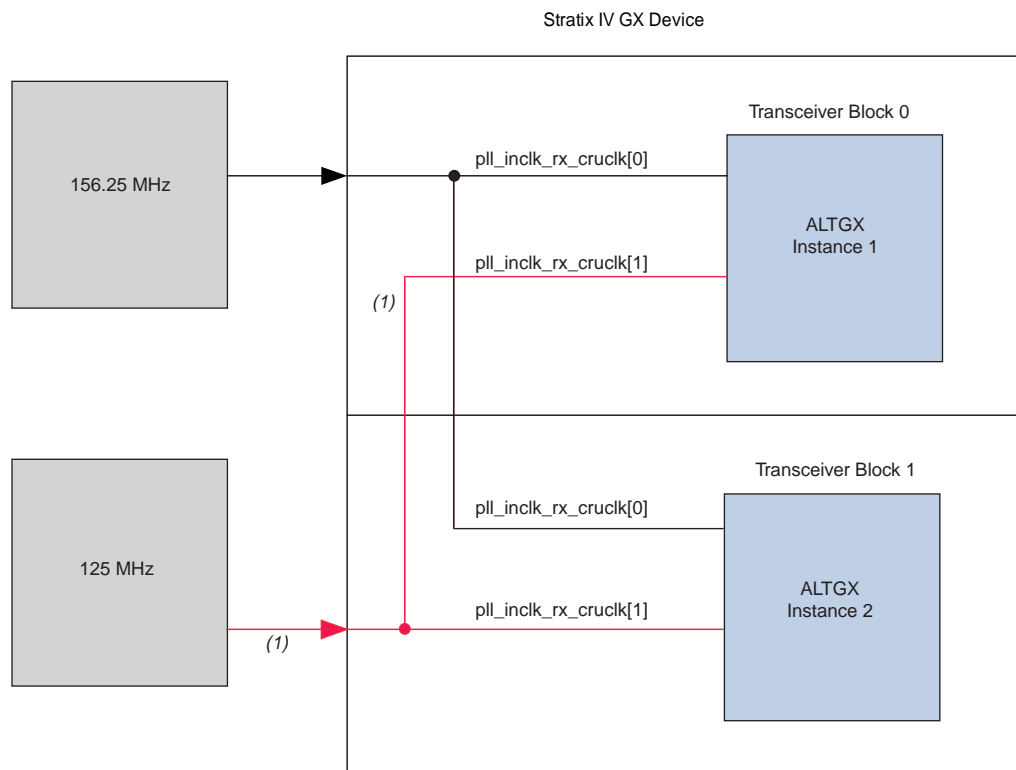 Stratix IV GX Device
156.25 MHz
Transceiver Block 0
pll_inclk_rx_cruclk[0]
ALTGX
Instance 1
pll_inclk_rx_cruclk[1]
(1)
125 MHz
(1)
Transceiver Block 1
pll_inclk_rx_cruclk[0]
ALTGX
Instance 2
pll_inclk_rx_cruclk[1]